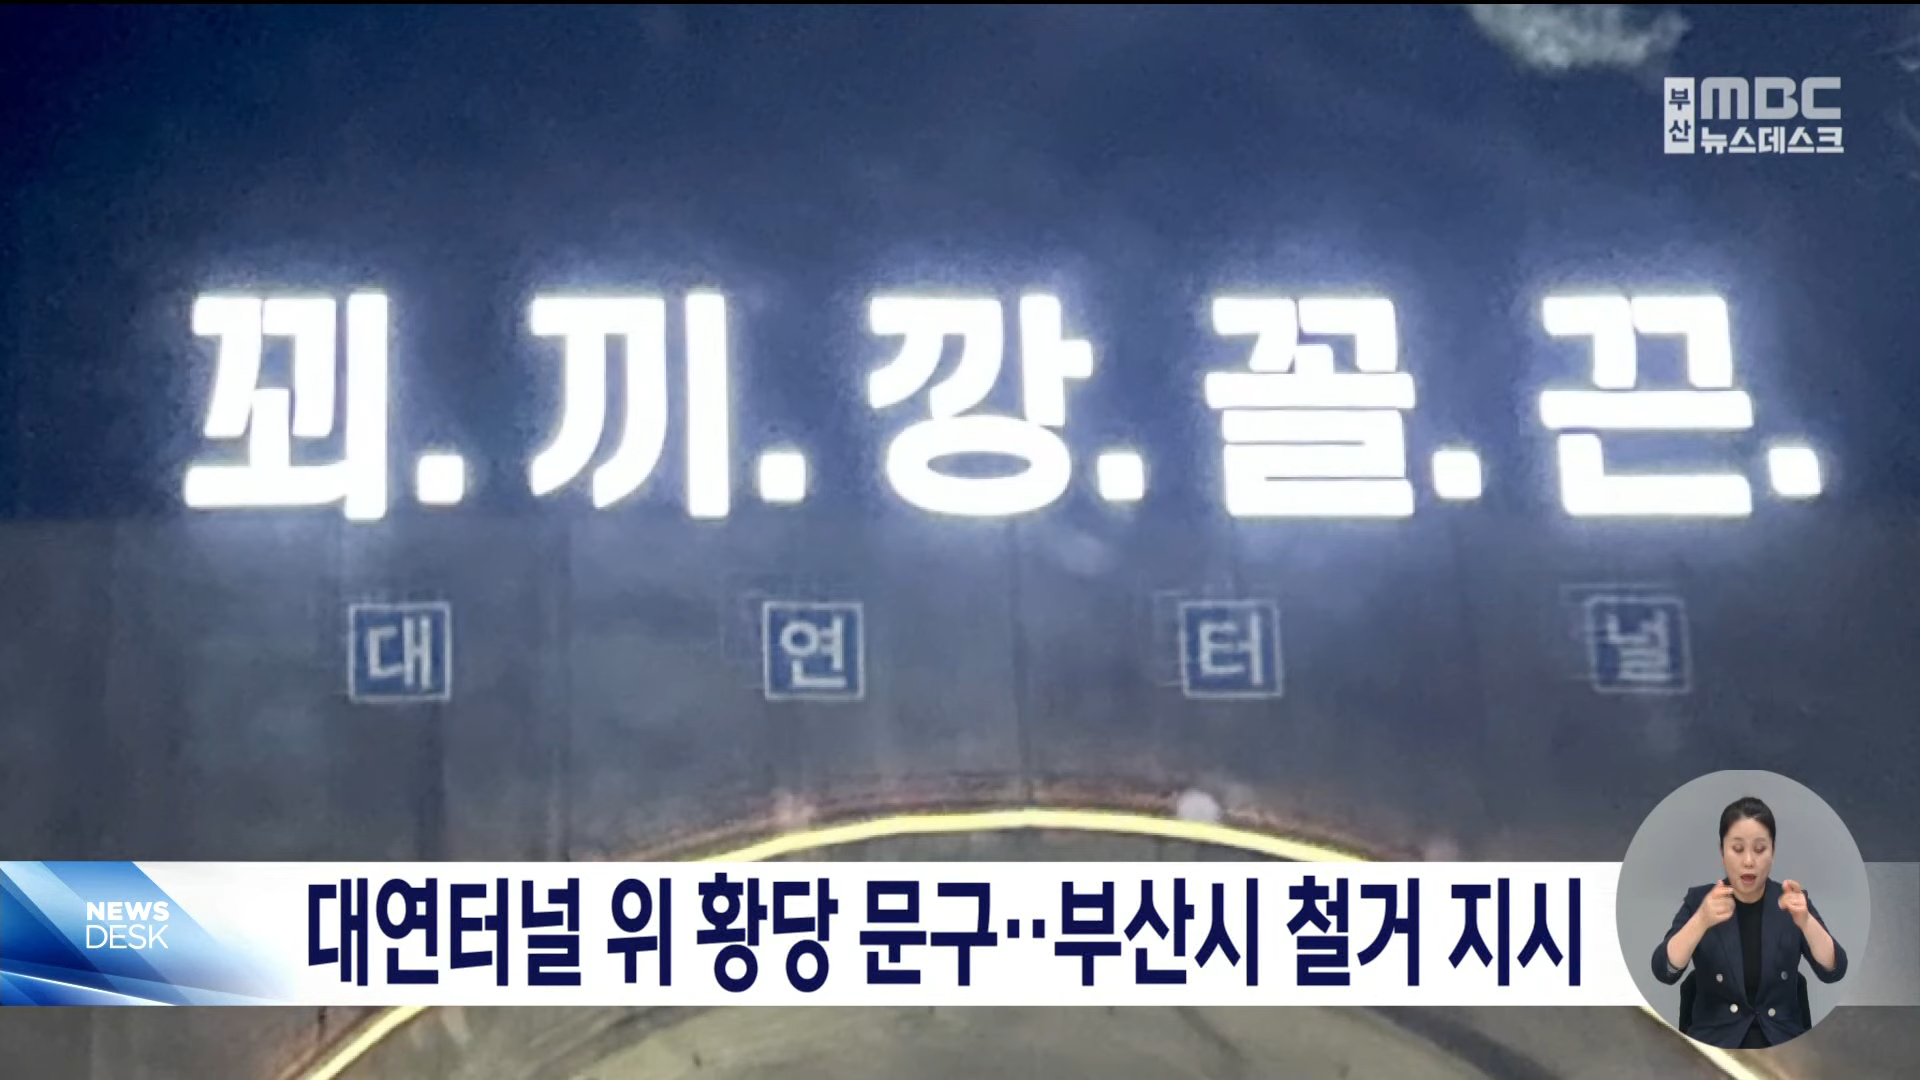 부산 MBC
뉴스데스크
꾀.끼.깡.꼴.끈.
대 연 터 널
NEWS
DESK
대연터널 위 황당 문구··부산시 철거 지시